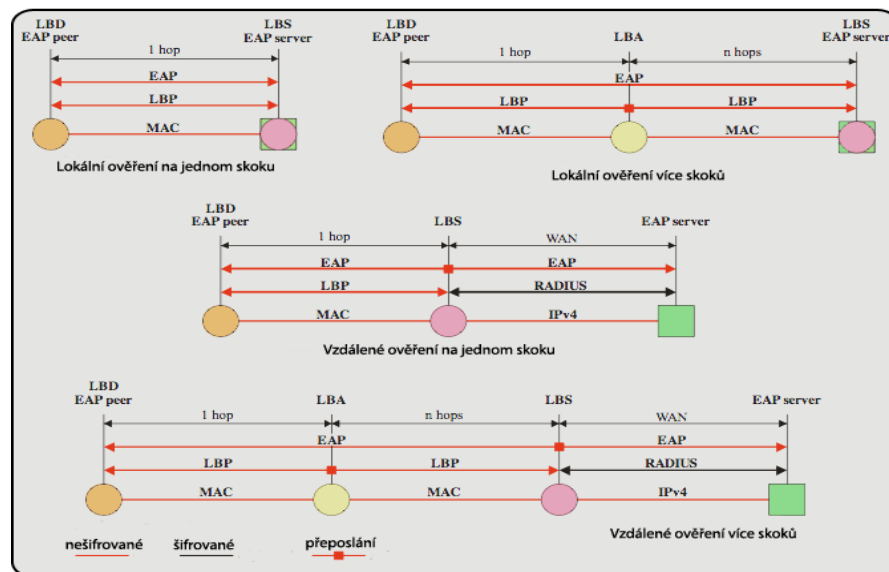 LBD
EAP peer
LBS
EAP server
1 hop
EAP
LBP
MAC
Lokální ověření na jednom skoku
LBD
EAP peer
LBA
LBS
EAP server
1 hop
n hops
EAP
LBP
LBP
MAC
MAC
Lokální ověření více skoků
LBD
EAP peer
LBS
EAP server
1 hop
WAN
EAP
EAP
LBP
RADIUS
MAC
IPv4
Vzdálené ověření na jednom skoku
LBD
EAP peer
LBA
LBS
EAP server
1 hop
n hops
WAN
EAP
EAP
LBP
LBP
RADIUS
MAC
MAC
IPv4
Vzdálené ověření více skoků
nešifrované
šifrované
přeposlání